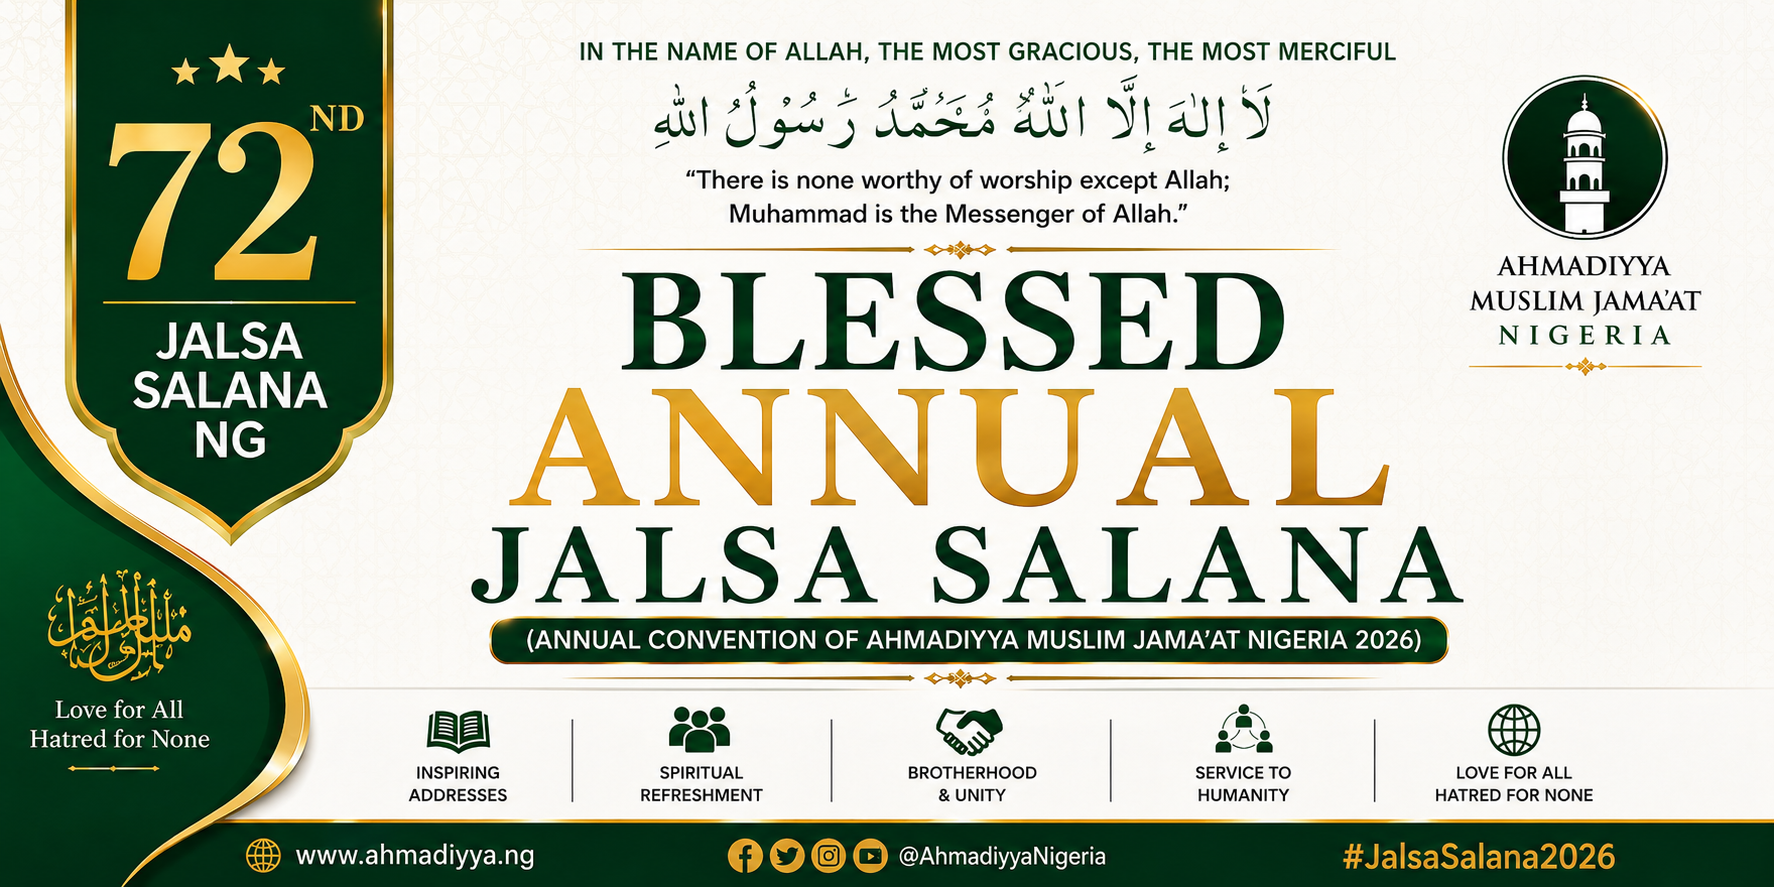 72ND
JALSA
SALANA
NG
IN THE NAME OF ALLAH, THE MOST GRACIOUS, THE MOST MERCIFUL
لَا إِلٰهَ إِلَّا اللّٰهُ مُحَمَّدٌ رَسُوْلُ اللّٰهِ
“There is none worthy of worship except Allah;
Muhammad is the Messenger of Allah.”
BLESSED
ANNUAL
JALSA SALANA
(ANNUAL CONVENTION OF AHMADIYYA MUSLIM JAMA’AT NIGERIA 2026)
AHMADIYYA
MUSLIM JAMA’AT
NIGERIA
Love for All
Hatred for None
INSPIRING
ADDRESSES
SPIRITUAL
REFRESHMENT
BROTHERHOOD
& UNITY
SERVICE TO
HUMANITY
LOVE FOR ALL
HATRED FOR NONE
www.ahmadiyya.ng
@AhmadiyyaNigeria
#JalsaSalana2026